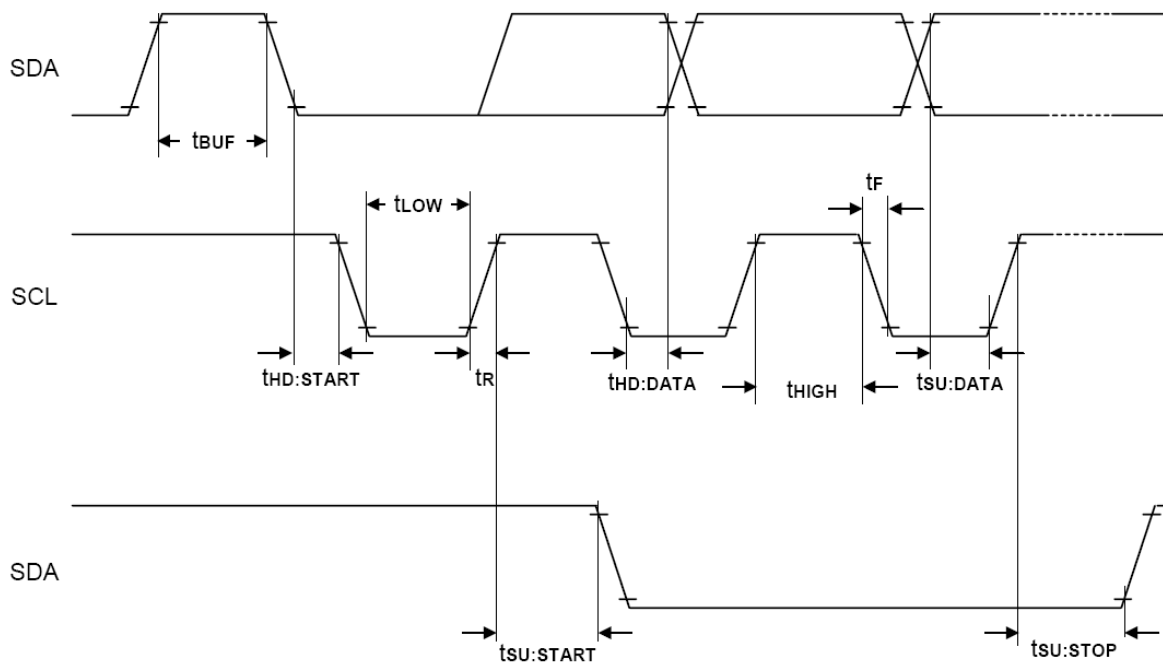 SDA
tBUF
tF
tLOW
SCL
tHD:START
tR
tHD:DATA
tHIGH
tSU:DATA
SDA
tSU:START
tSU:STOP